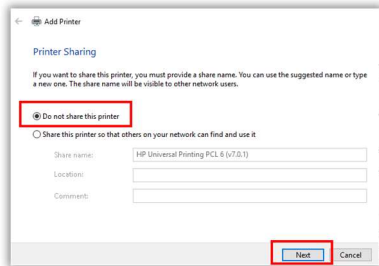 Add Printer
Printer Sharing
If you want to share this printer, you must provide a share name. You can use the suggested name or type
a new one. The share name will be visible to other network users.
Do not share this printer
Share this printer so that others on your network can find and use it
Share name:
HP Universal Printing PCL 6 (v7.0.1)
Location:
Comment:
Next
Cancel